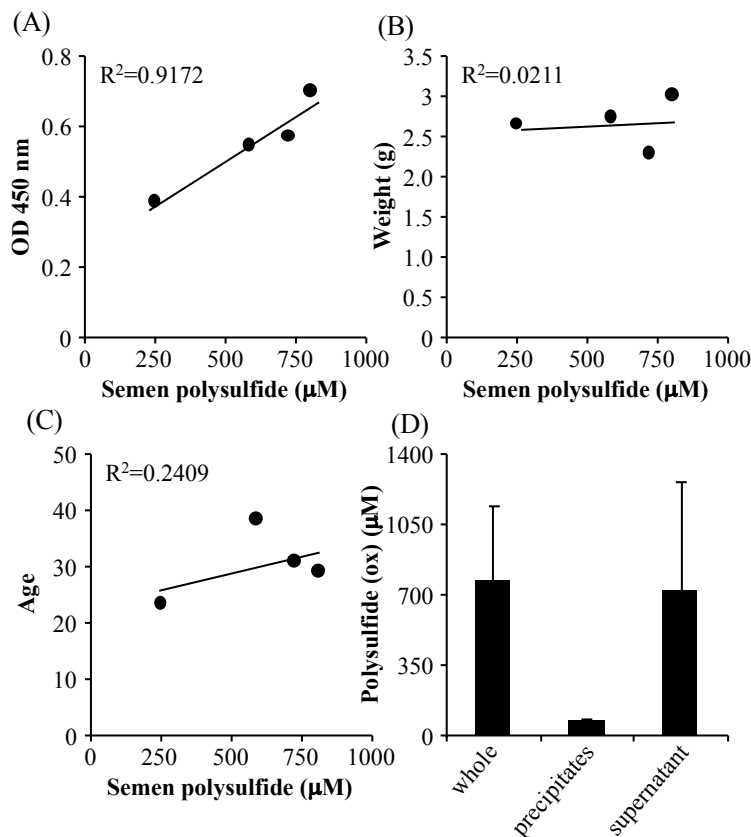 (A)
R²=0.9172
0.8
0.6
0.4
0.2
0
OD 450 nm
0 250 500 750 1000
Semen polysulfide (μM)
(B)
R²=0.0211
3.5
3.0
2.5
2.0
1.5
1.0
0.5
0
Weight (g)
0 250 500 750 1000
Semen polysulfide (μM)
(C)
R²=0.2409
50
40
30
20
10
0
Age
0 250 500 750 1000
Semen polysulfide (μM)
(D)
1400
1050
700
350
0
Polysulfide (ox) (μM)
whole
precipitates
supernatant